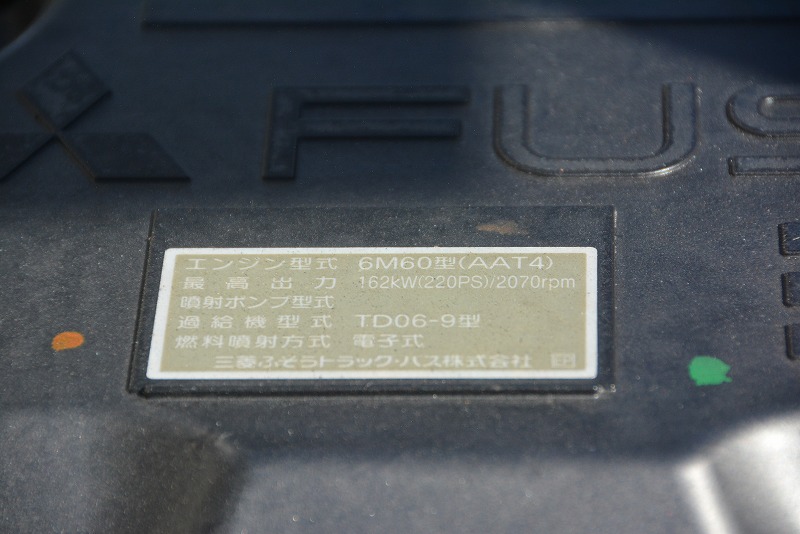 FUS
エンジン型式 6M60型(AAT4)
最高出力 162kW(220PS)/2070rpm
噴射ポンプ型式
過給機型式 TD06-9型
燃料噴射方式 電子式
三菱ふそうトラック・バス株式会社